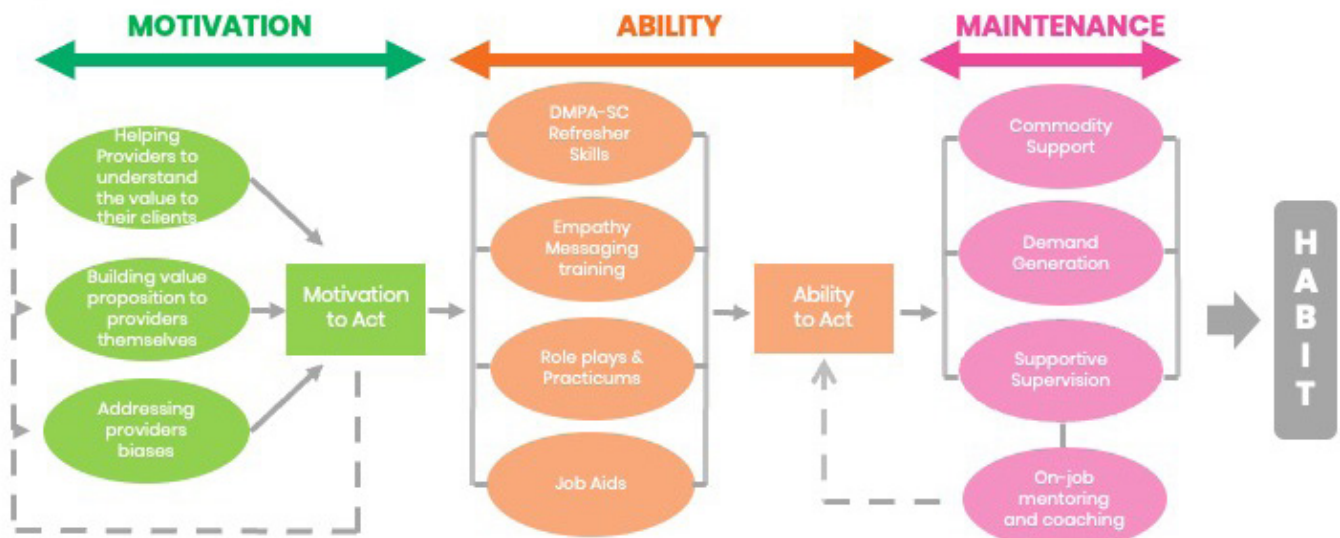 MOTIVATION
ABILITY
MAINTENANCE
Helping
Providers to
understand
the value to
their clients
Building value
proposition to
providers
themselves
Addressing
providers
biases
Motivation
to Act
DMPA-SC
Refresher
Skills
Empathy
Messaging
training
Role plays &
Practicums
Job Aids
Ability
to Act
Commodity
Support
Demand
Generation
Supportive
Supervision
On-job
mentoring
and coaching
HABIT